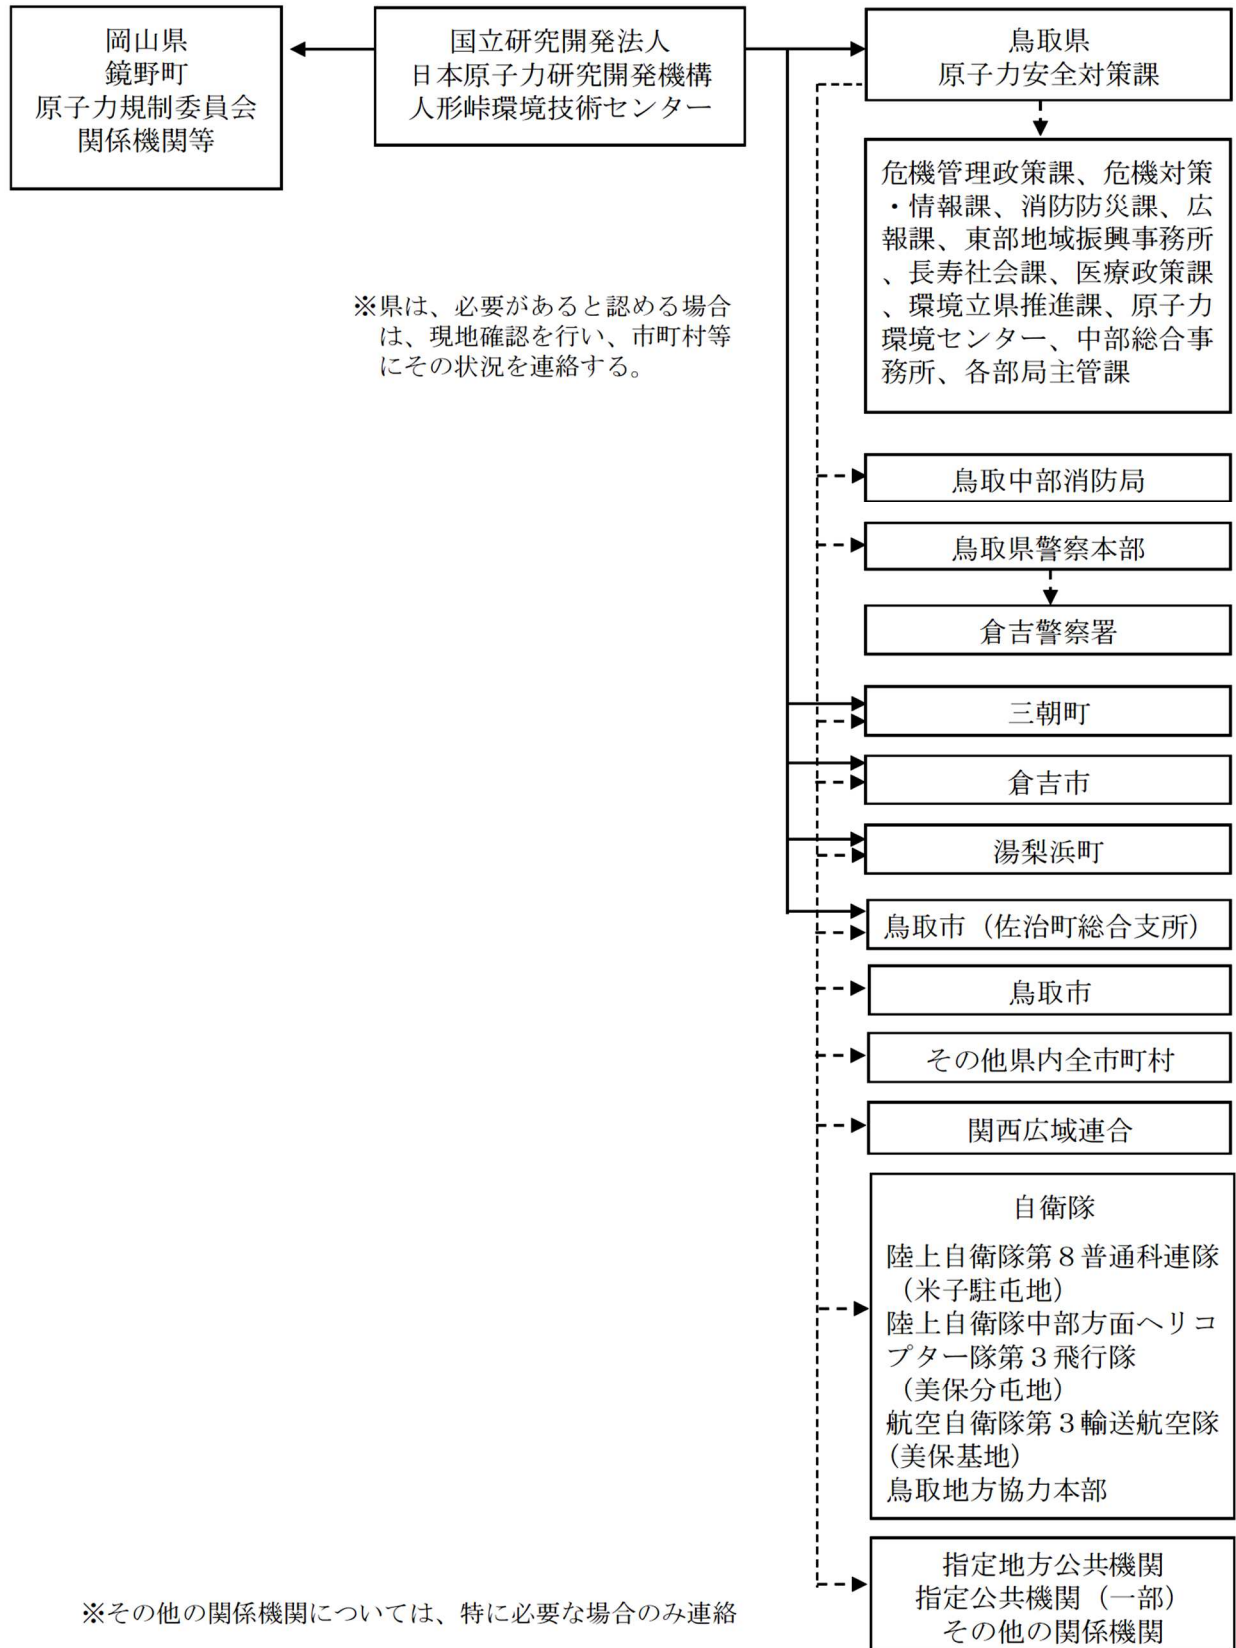 岡山県
鏡野町
原子力規制委員会
関係機関等
国立研究開発法人
日本原子力研究開発機構
人形峠環境技術センター
鳥取県
原子力安全対策課
危機管理政策課、危機対策
・情報課、消防防災課、広
報課、東部地域振興事務所
、長寿社会課、医療政策課
、環境立県推進課、原子力
環境センター、中部総合事
務所、各部局主管課
※県は、必要があると認める場合
は、現地確認を行い、市町村等
にその状況を連絡する。
鳥取中部消防局
鳥取県警察本部
倉吉警察署
三朝町
倉吉市
湯梨浜町
鳥取市（佐治町総合支所）
鳥取市
その他県内全市町村
関西広域連合
自衛隊
陸上自衛隊第８普通科連隊
（米子駐屯地）
陸上自衛隊中部方面ヘリコ
プター隊第３飛行隊
（美保分屯地）
航空自衛隊第３輸送航空隊
(美保基地）
鳥取地方協力本部
指定地方公共機関
指定公共機関（一部）
その他の関係機関
※その他の関係機関については、特に必要な場合のみ連絡